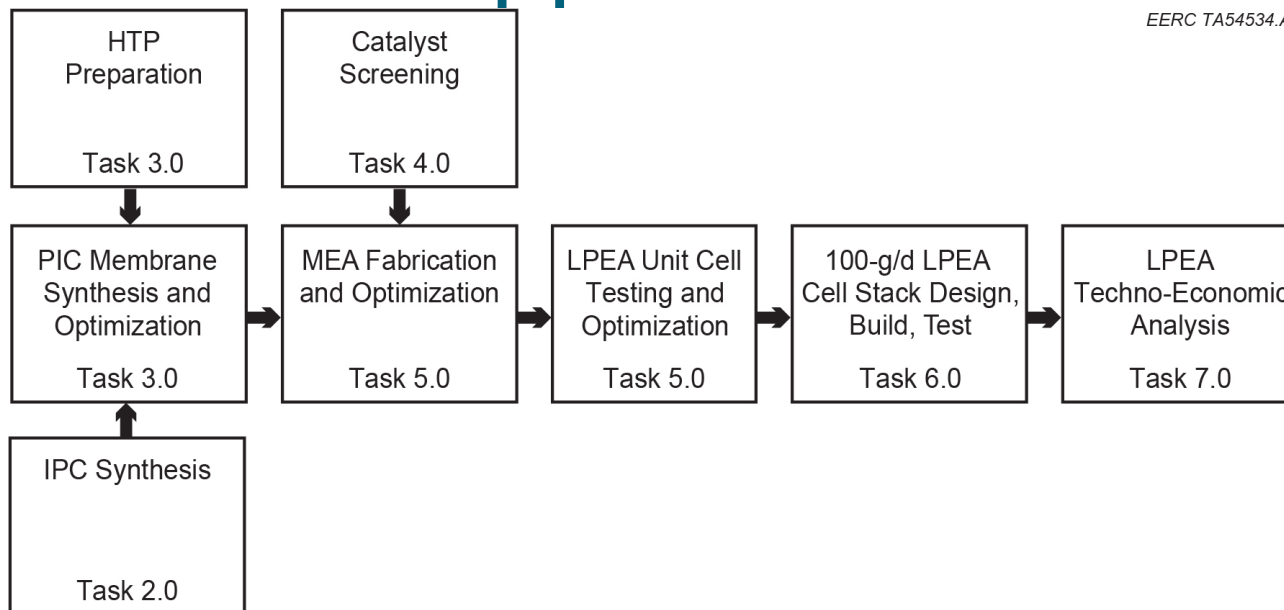 EERC TA54534.A
HTP
Preparation
Task 3.0
Catalyst
Screening
Task 4.0
PIC Membrane
Synthesis and
Optimization
Task 3.0
MEA Fabrication
and Optimization
Task 5.0
LPEA Unit Cell
Testing and
Optimization
Task 5.0
100-g/d LPEA
Cell Stack Design,
Build, Test
Task 6.0
LPEA
Techno-Economic
Analysis
Task 7.0
IPC Synthesis
Task 2.0